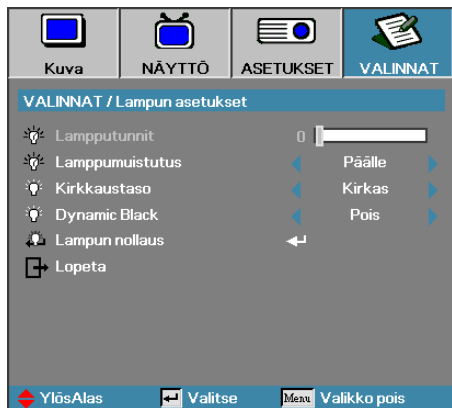 Kuva NÄYTTÖ ASETUKSET VALINNAT
VALINNAT / Lampun asetukset
Lampputunnit 0
Lamppumuistutus Päälle
Kirkkaustaso Kirkas
Dynamic Black Pois
Lampun nollaus
Lopeta
YlösAlas Valitse Menu Valikko pois